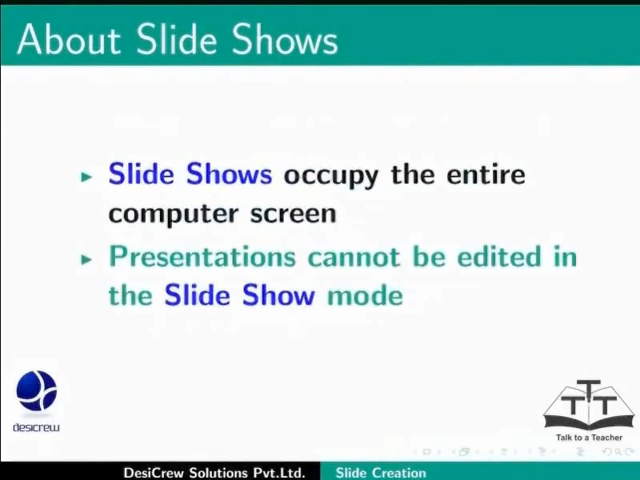 About Slide Shows
Slide Shows occupy the entire
computer screen
Presentations cannot be edited in
the Slide Show mode
desicrew
TTT
Talk to a Teacher
DesiCrew Solutions Pvt.Ltd. Slide Creation